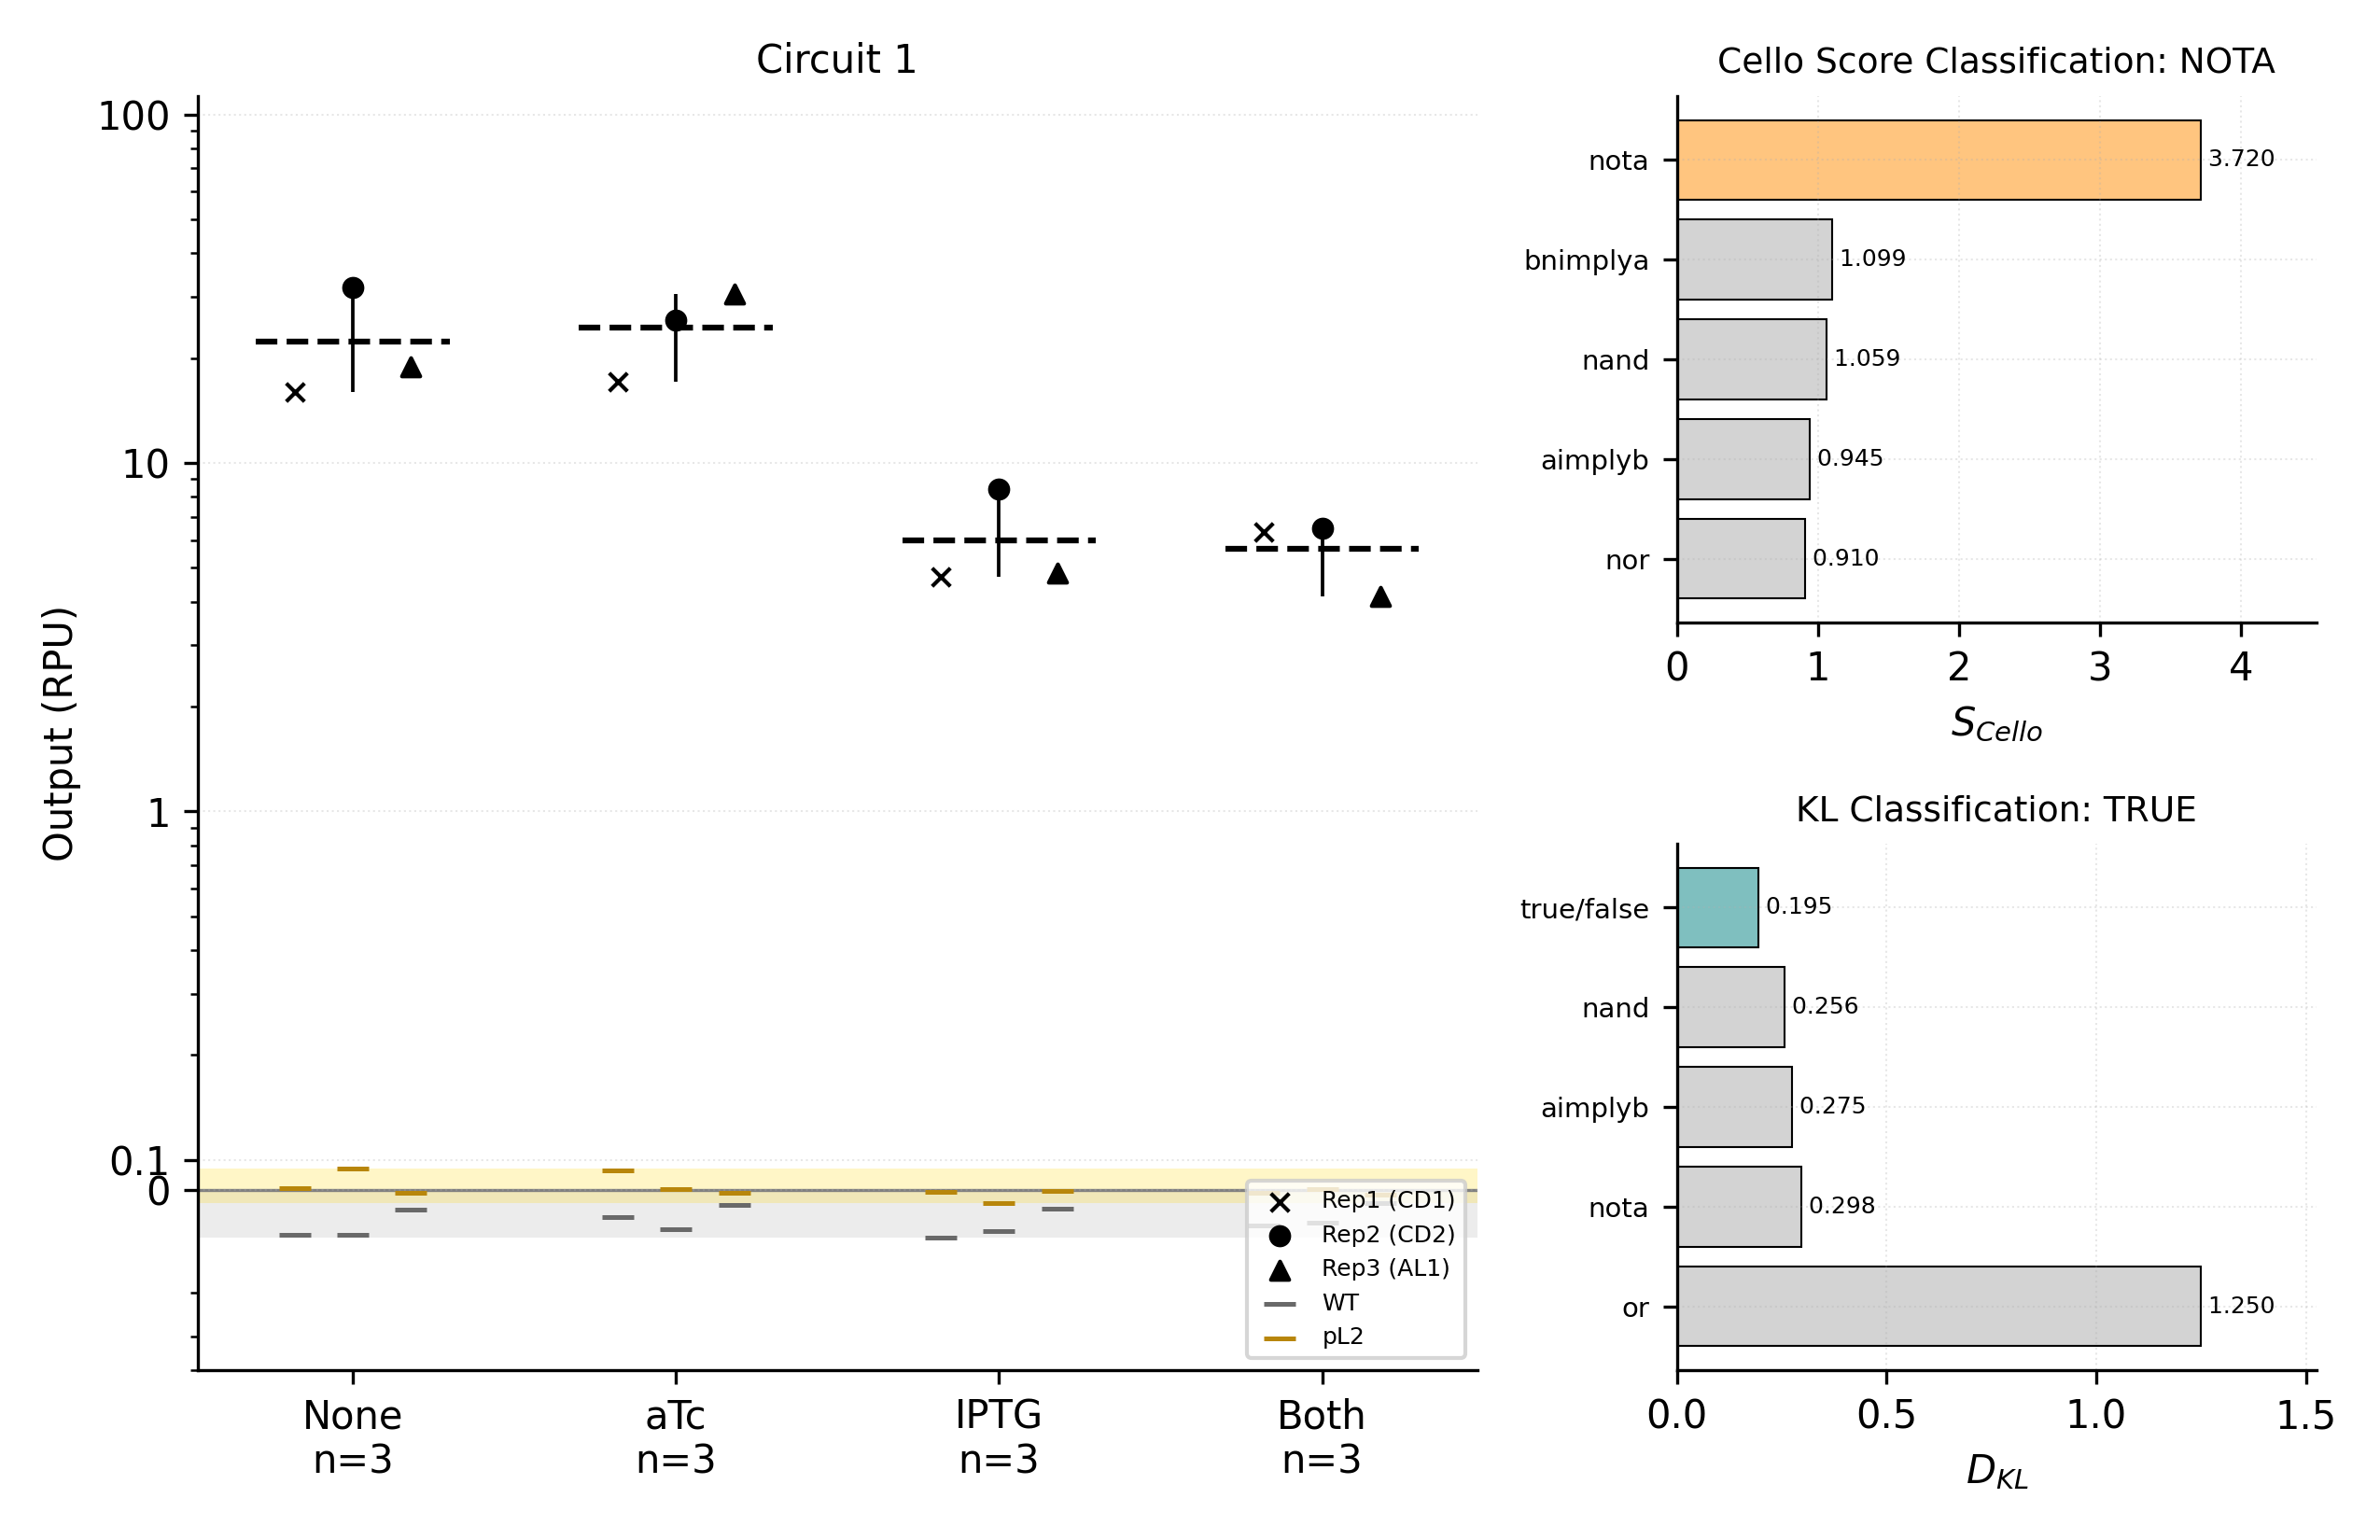 Circuit 1
Output (RPU)
100
10
1
0.1
0
None
n=3
aTc
n=3
IPTG
n=3
Both
n=3
Rep1 (CD1)
Rep2 (CD2)
Rep3 (AL1)
WT
pL2
Cello Score Classification: NOTA
nota
3.720
bnimplya
1.099
nand
1.059
aimplyb
0.945
nor
0.910
0 1 2 3 4
S_Cello
KL Classification: TRUE
true/false
0.195
nand
0.256
aimplyb
0.275
nota
0.298
or
1.250
0.0 0.5 1.0 1.5
D_KL